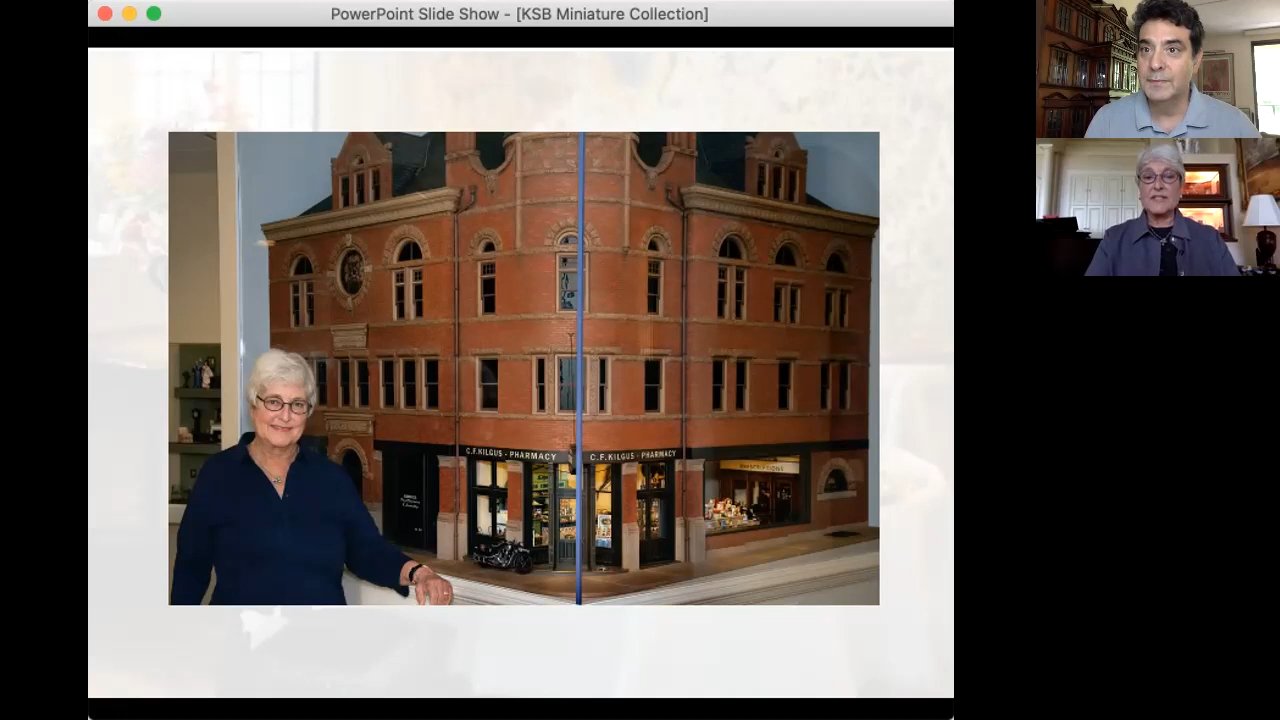 PowerPoint Slide Show - [KSB Miniature Collection]
C.F.KILGUS - PHARMACY
C.F.KILGUS - PHARMACY